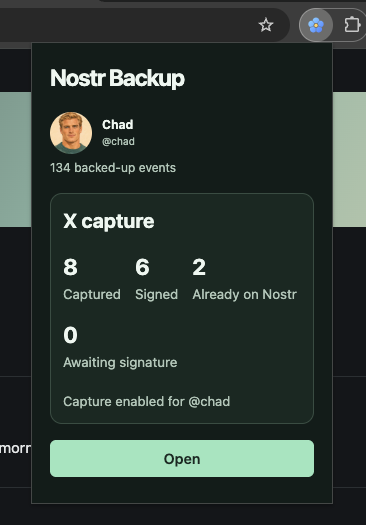 Nostr Backup
Chad
@chad
134 backed-up events
X capture
8 6 2
Captured Signed Already on Nostr
0
Awaiting signature
Capture enabled for @chad
Open